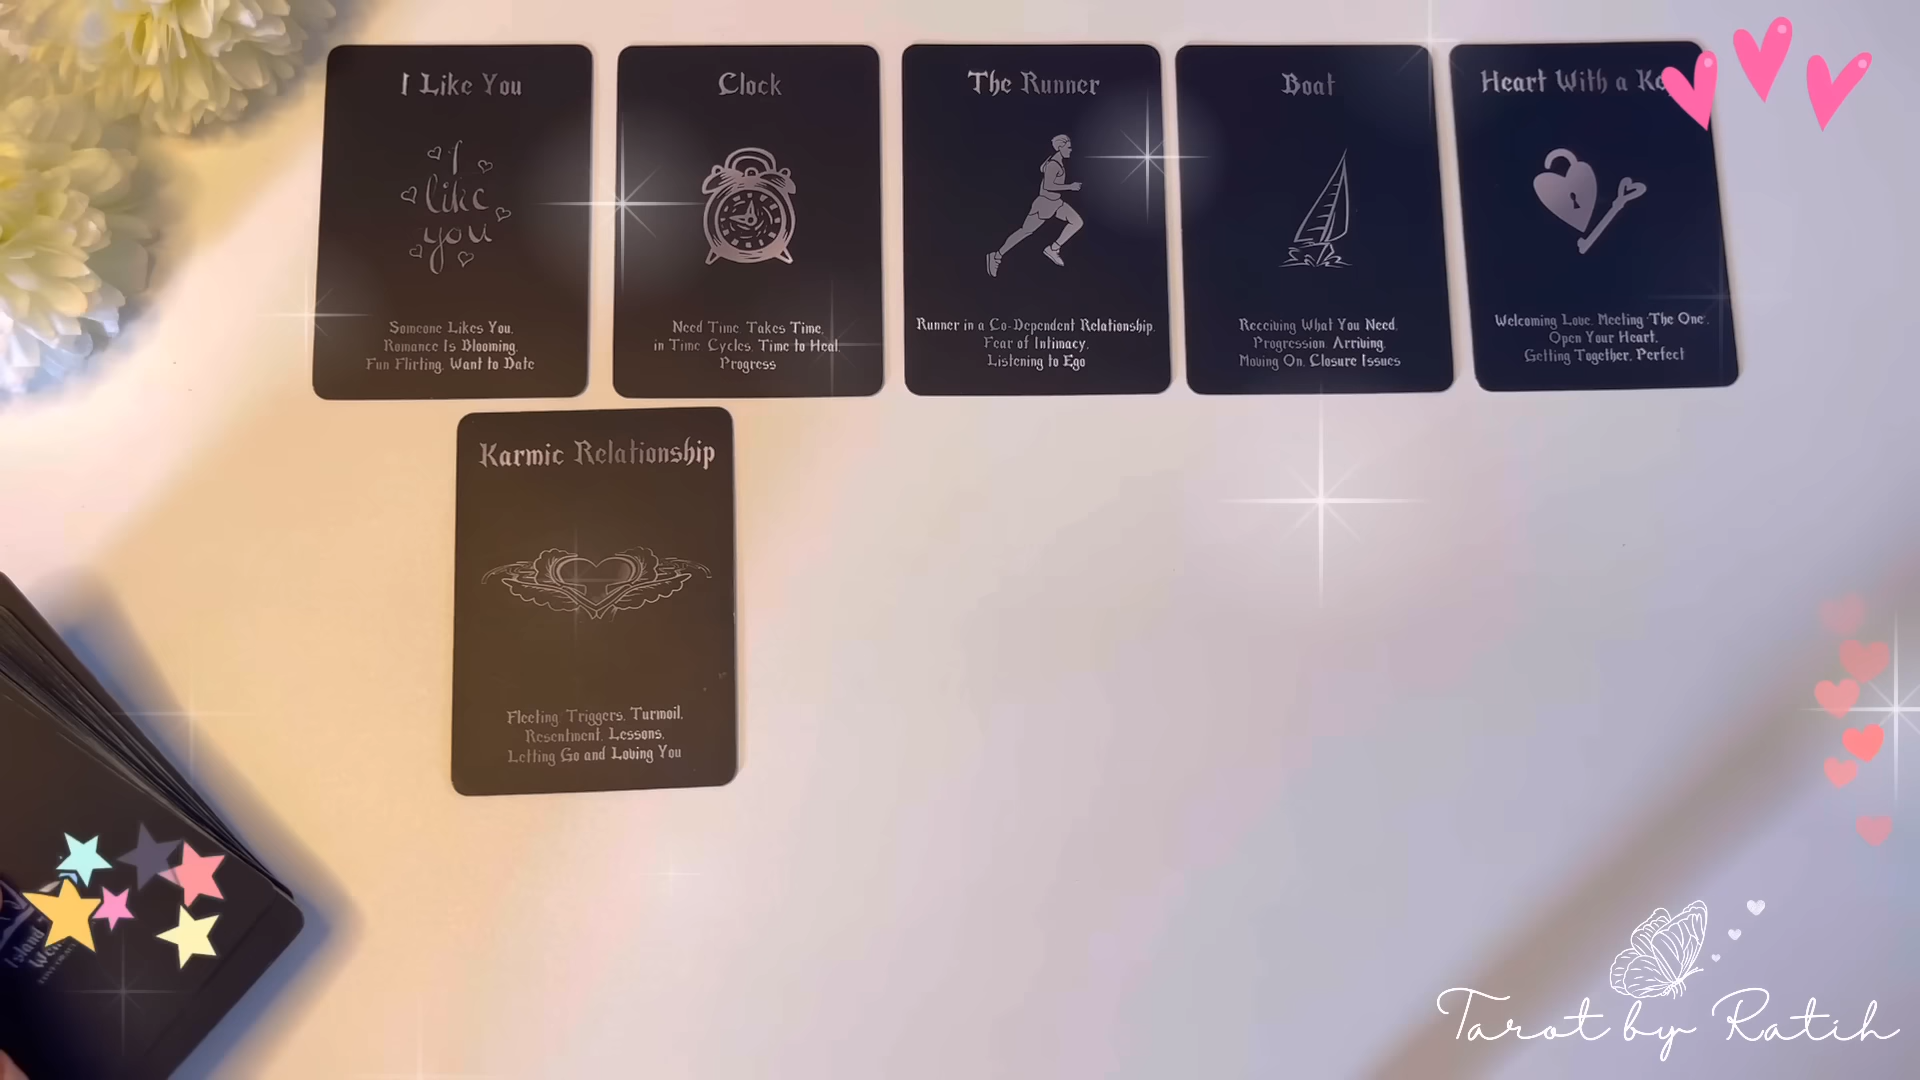 I Like You
I
like
you
Someone Likes You,
Romance Is Blooming,
Fun Flirting, Want to Date
Clock
Need Time, Takes Time,
in Time, Cycles, Time to Heal,
Progress
The Runner
Runner in a Co-Dependent Relationship,
Fear of Intimacy,
Listening to Ego
Boat
Receiving What You Need,
Progression, Arriving,
Moving On, Closure Issues
Heart With a
Welcoming Love, Meeting 'The One',
Open Your Heart,
Getting Together, Perfect
Karmic Relationship
Fleeting, Triggers, Turmoil,
Resentment, Lessons,
Letting Go and Loving You
Tarot by Ratih